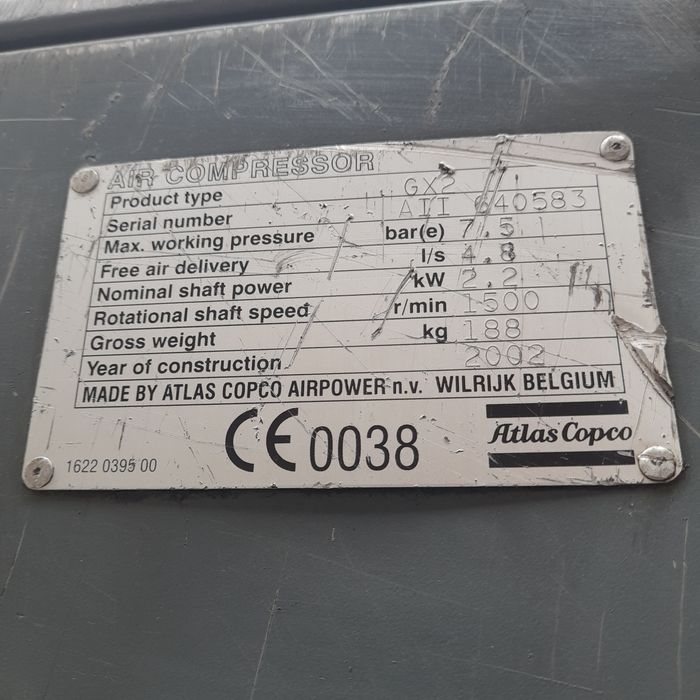 AIR COMPRESSOR
Product type GX2
Serial number AII 640583
Max. working pressure bar(e) 7.5
Free air delivery l/s 4.8
Nominal shaft power kW 2.2
Rotational shaft speed r/min 1500
Gross weight kg 188
Year of construction 2002
MADE BY ATLAS COPCO AIRPOWER n.v. WILRIJK BELGIUM
1622 0395 00 CE 0038 Atlas Copco